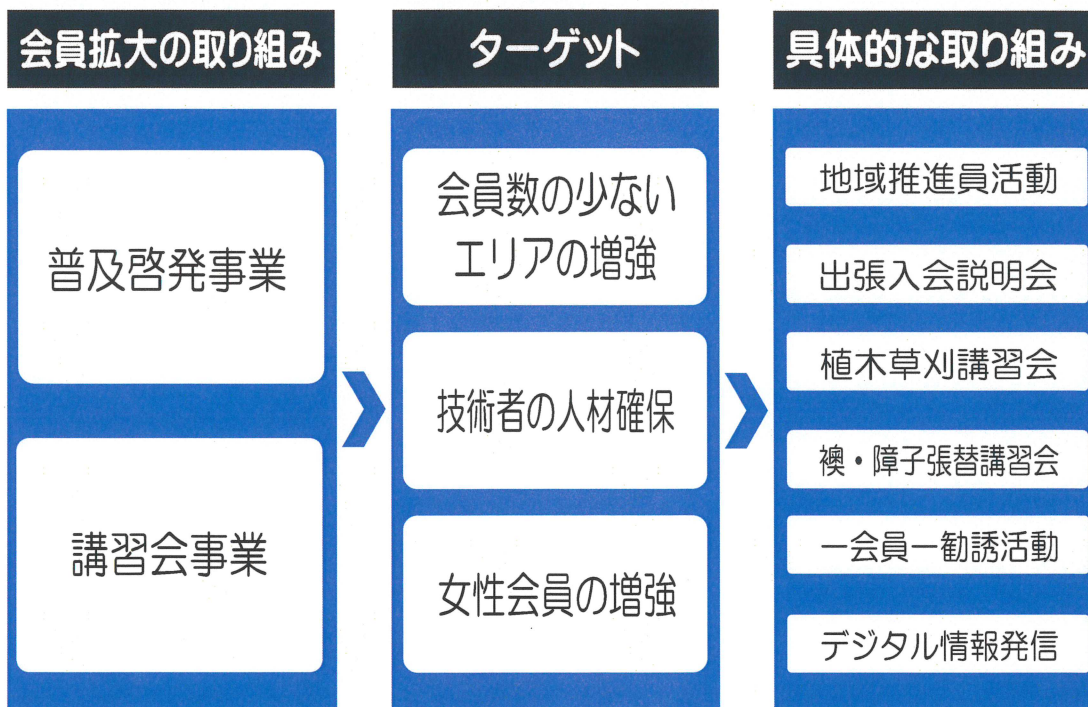 会員拡大の取り組み
普及啓発事業
講習会事業
ターゲット
会員数の少ない
エリアの増強
技術者の人材確保
女性会員の増強
具体的な取り組み
地域推進員活動
出張入会説明会
植木草刈講習会
襖・障子張替講習会
一会員一勧誘活動
デジタル情報発信